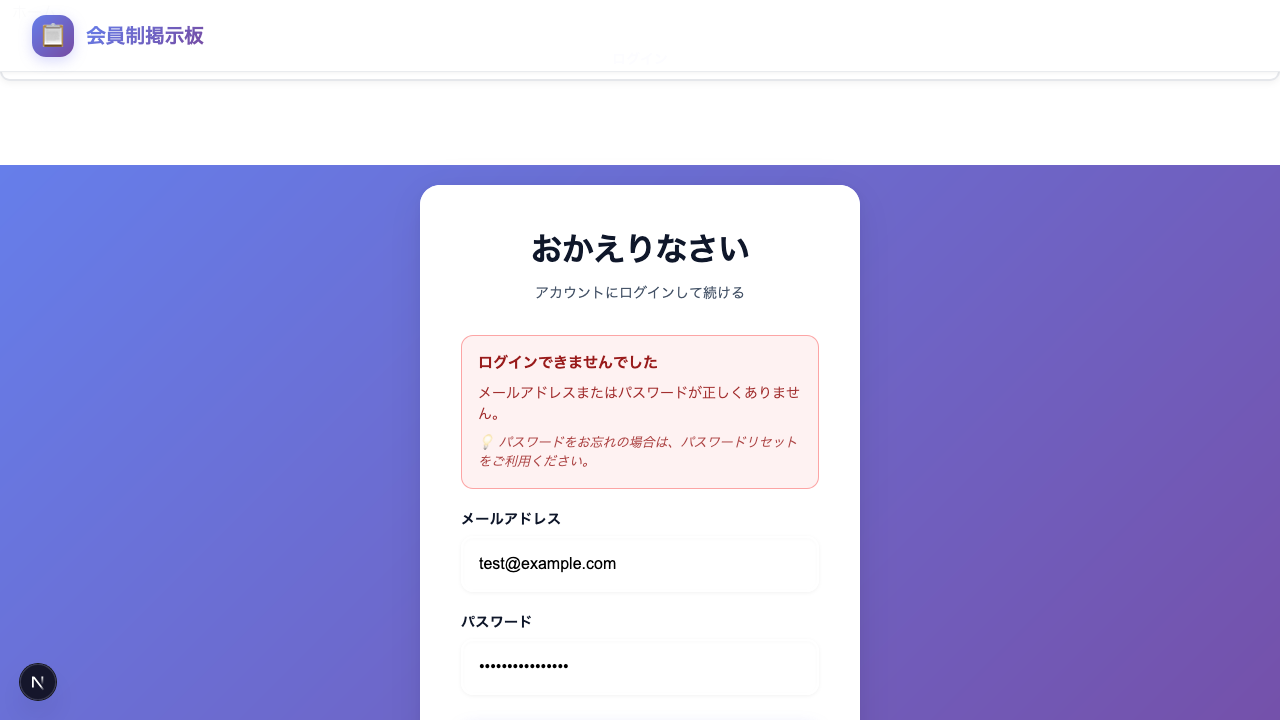 会員制掲示板
ログイン
おかえりなさい
アカウントにログインして続ける
ログインできませんでした
メールアドレスまたはパスワードが正しくありませ
ん。
💡 パスワードをお忘れの場合は、パスワードリセット
をご利用ください。
メールアドレス
test@example.com
パスワード
••••••••••••••••
N